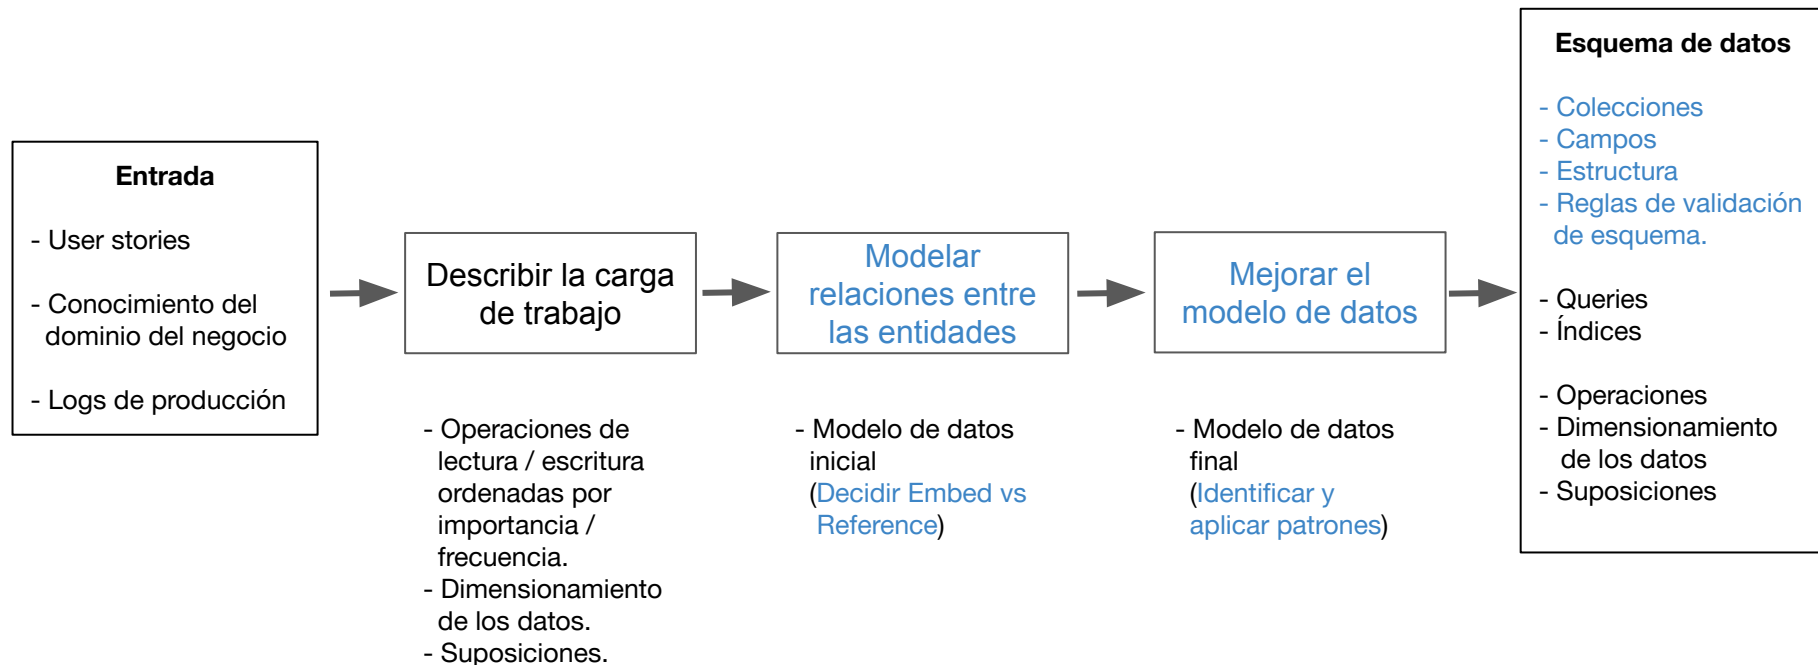 Entrada
- User stories
- Conocimiento del
dominio del negocio
- Logs de producción
Describir la carga
de trabajo
- Operaciones de
lectura / escritura
ordenadas por
importancia /
frecuencia.
- Dimensionamiento
de los datos.
- Suposiciones.
Modelar
relaciones entre
las entidades
- Modelo de datos
inicial
(Decidir Embed vs
Reference)
Mejorar el
modelo de datos
- Modelo de datos
final
(Identificar y
aplicar patrones)
Esquema de datos
- Colecciones
- Campos
- Estructura
- Reglas de validación
de esquema.
- Queries
- Índices
- Operaciones
- Dimensionamiento
de los datos
- Suposiciones